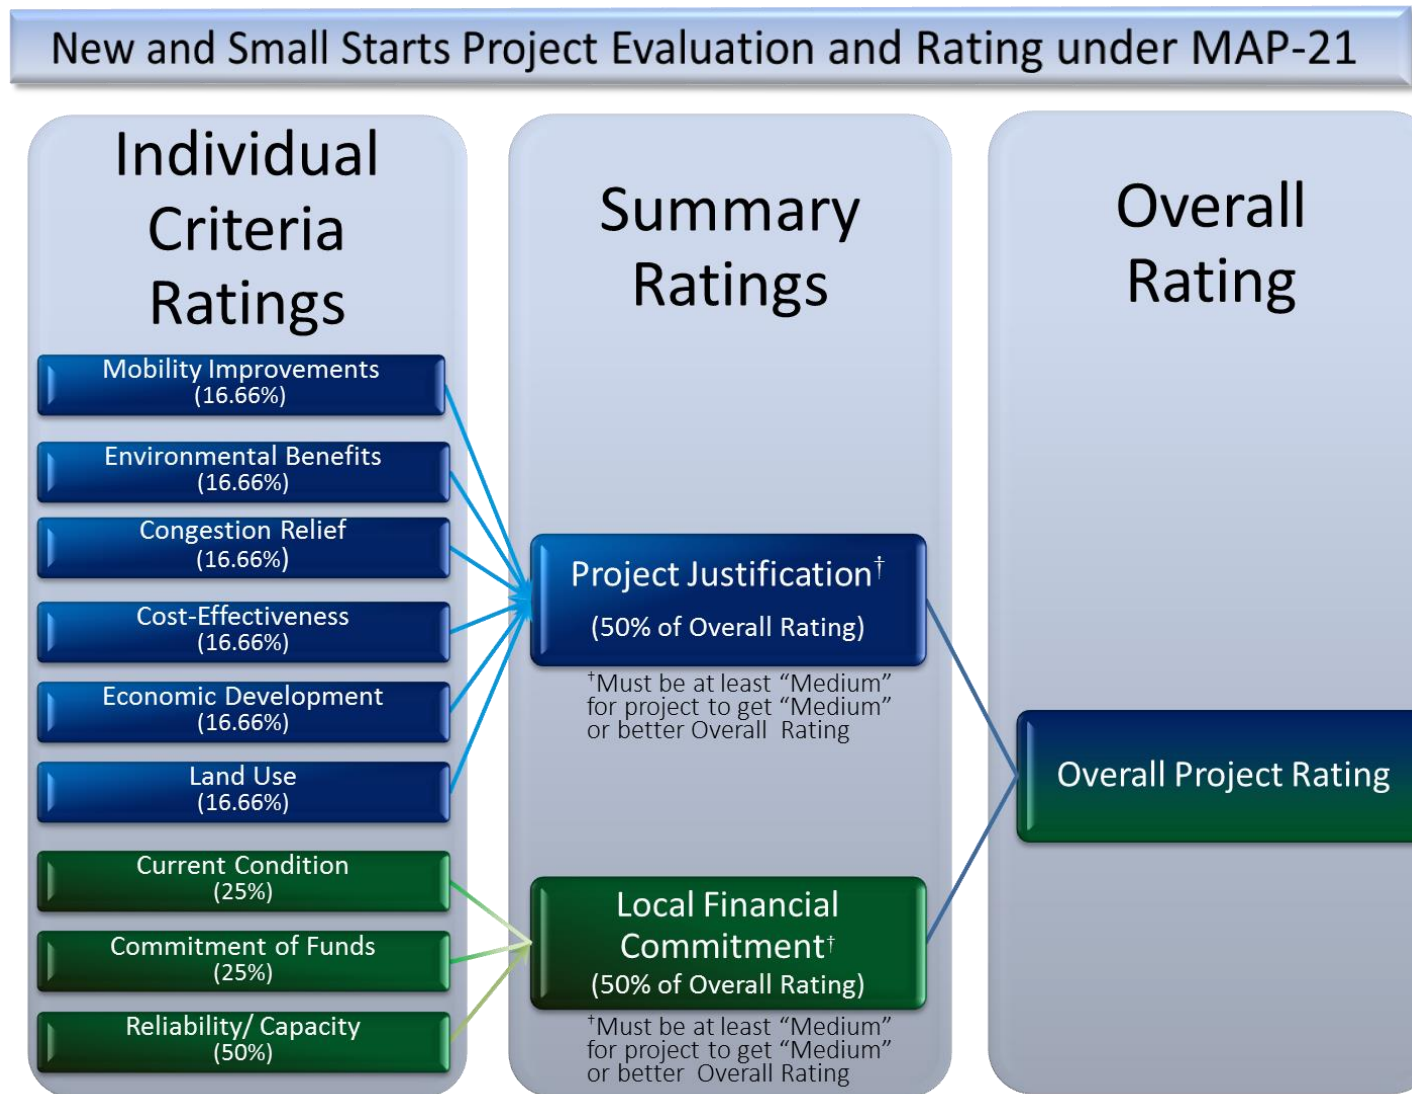 New and Small Starts Project Evaluation and Rating under MAP-21
Individual
Criteria
Ratings
Mobility Improvements
(16.66%)
Environmental Benefits
(16.66%)
Congestion Relief
(16.66%)
Cost-Effectiveness
(16.66%)
Economic Development
(16.66%)
Land Use
(16.66%)
Current Condition
(25%)
Commitment of Funds
(25%)
Reliability/ Capacity
(50%)
Summary
Ratings
Project Justification†
(50% of Overall Rating)
†Must be at least “Medium”
for project to get “Medium”
or better Overall Rating
Local Financial
Commitment†
(50% of Overall Rating)
†Must be at least “Medium”
for project to get “Medium”
or better Overall Rating
Overall
Rating
Overall Project Rating